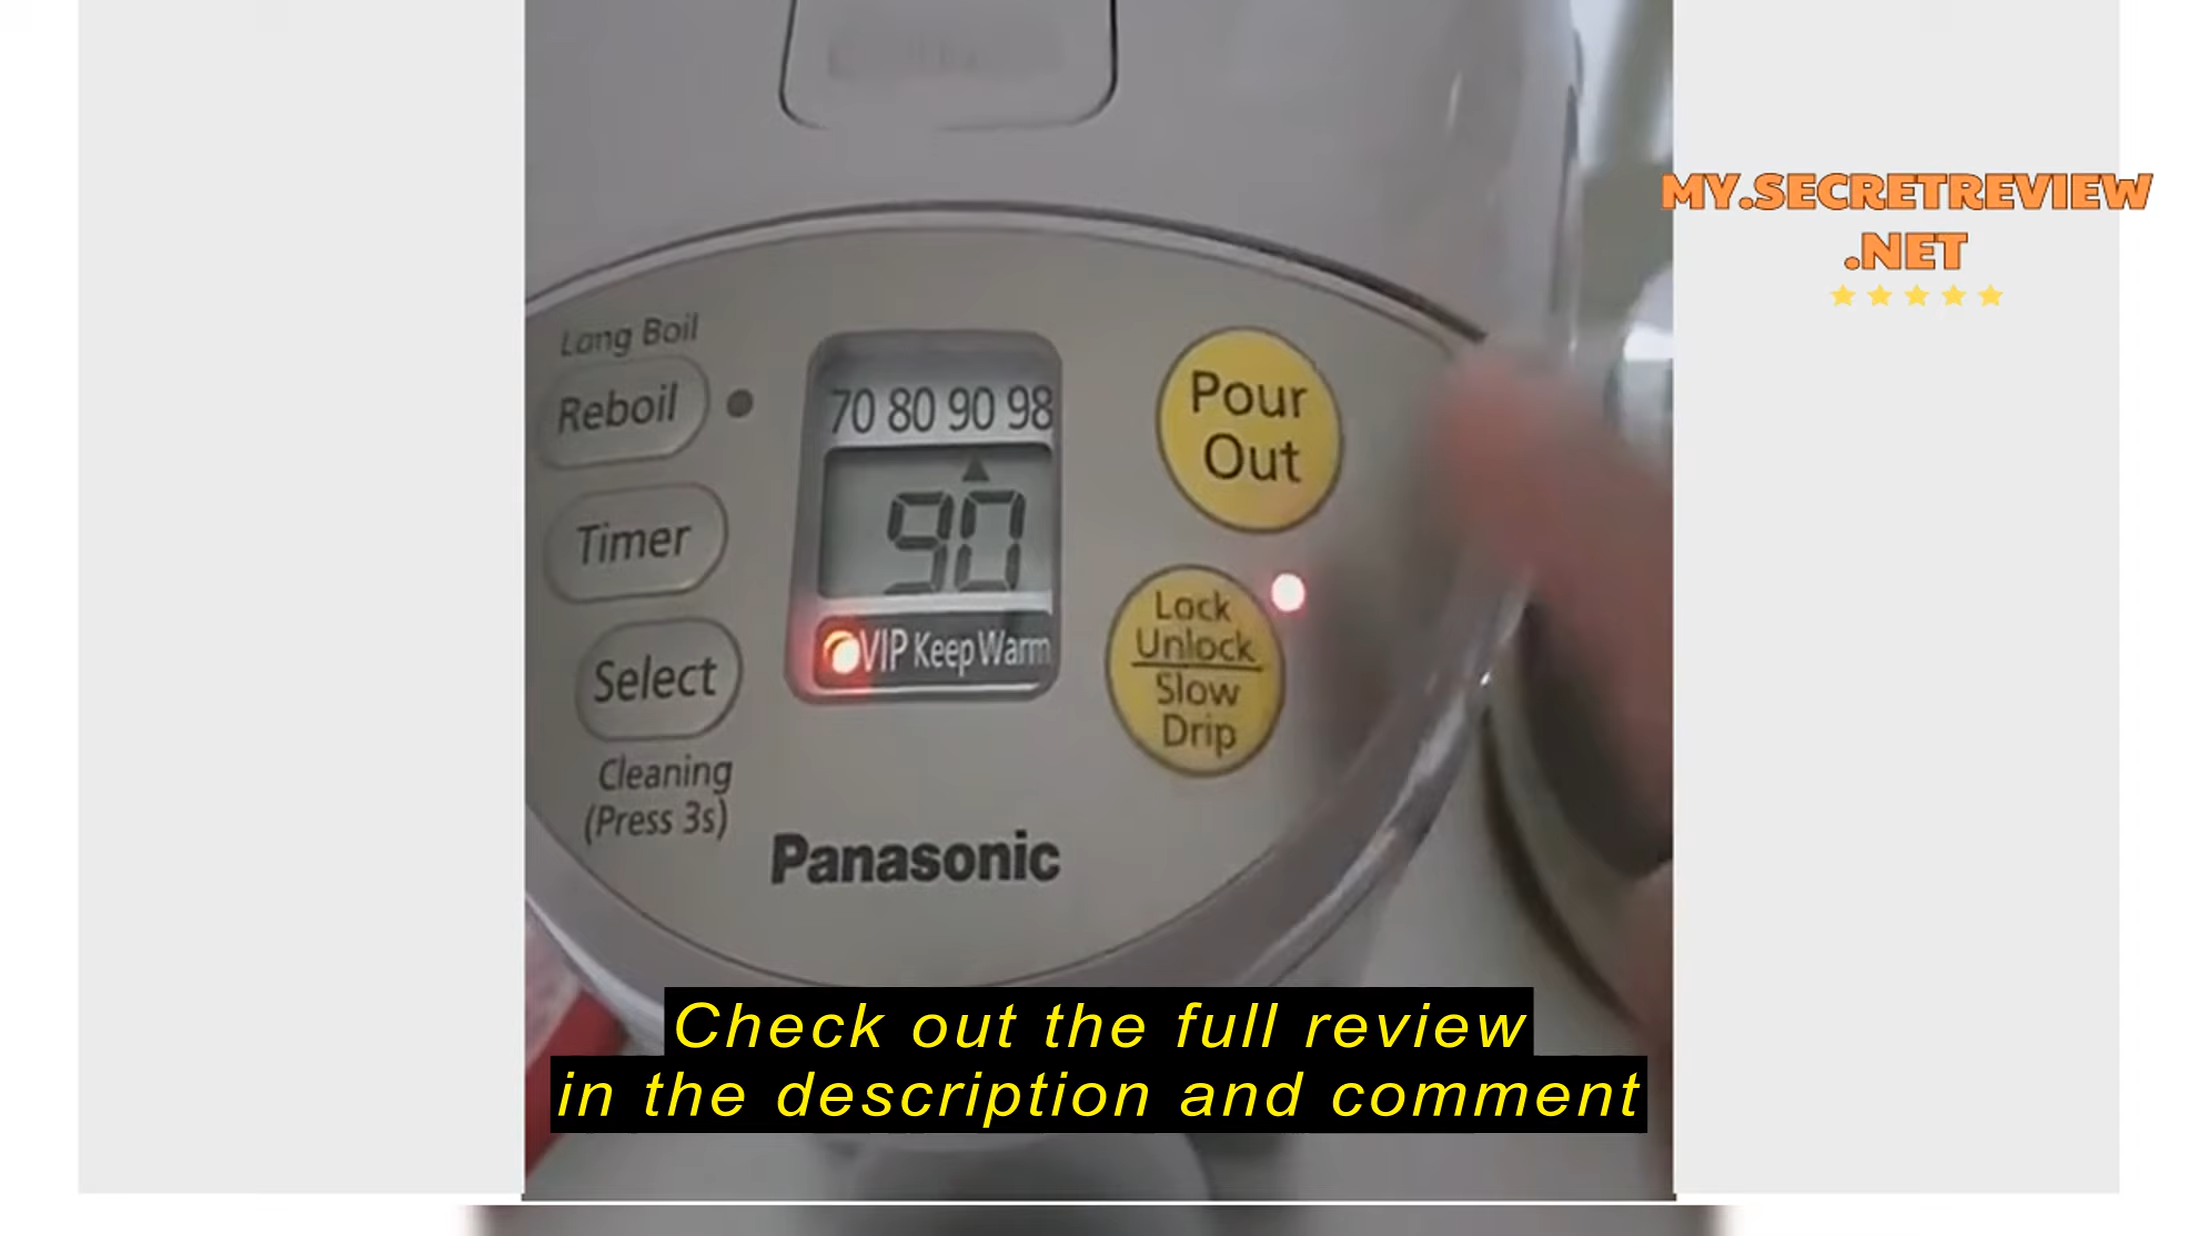 MY.SECRETREVIEW
.NET
Long Boil
Reboil
70 80 90 98
Pour
Out
Timer
90
Lock
Unlock
Slow
Drip
VIP Keep Warm
Select
Cleaning
(Press 3s)
Panasonic
Check out the full review
in the description and comment